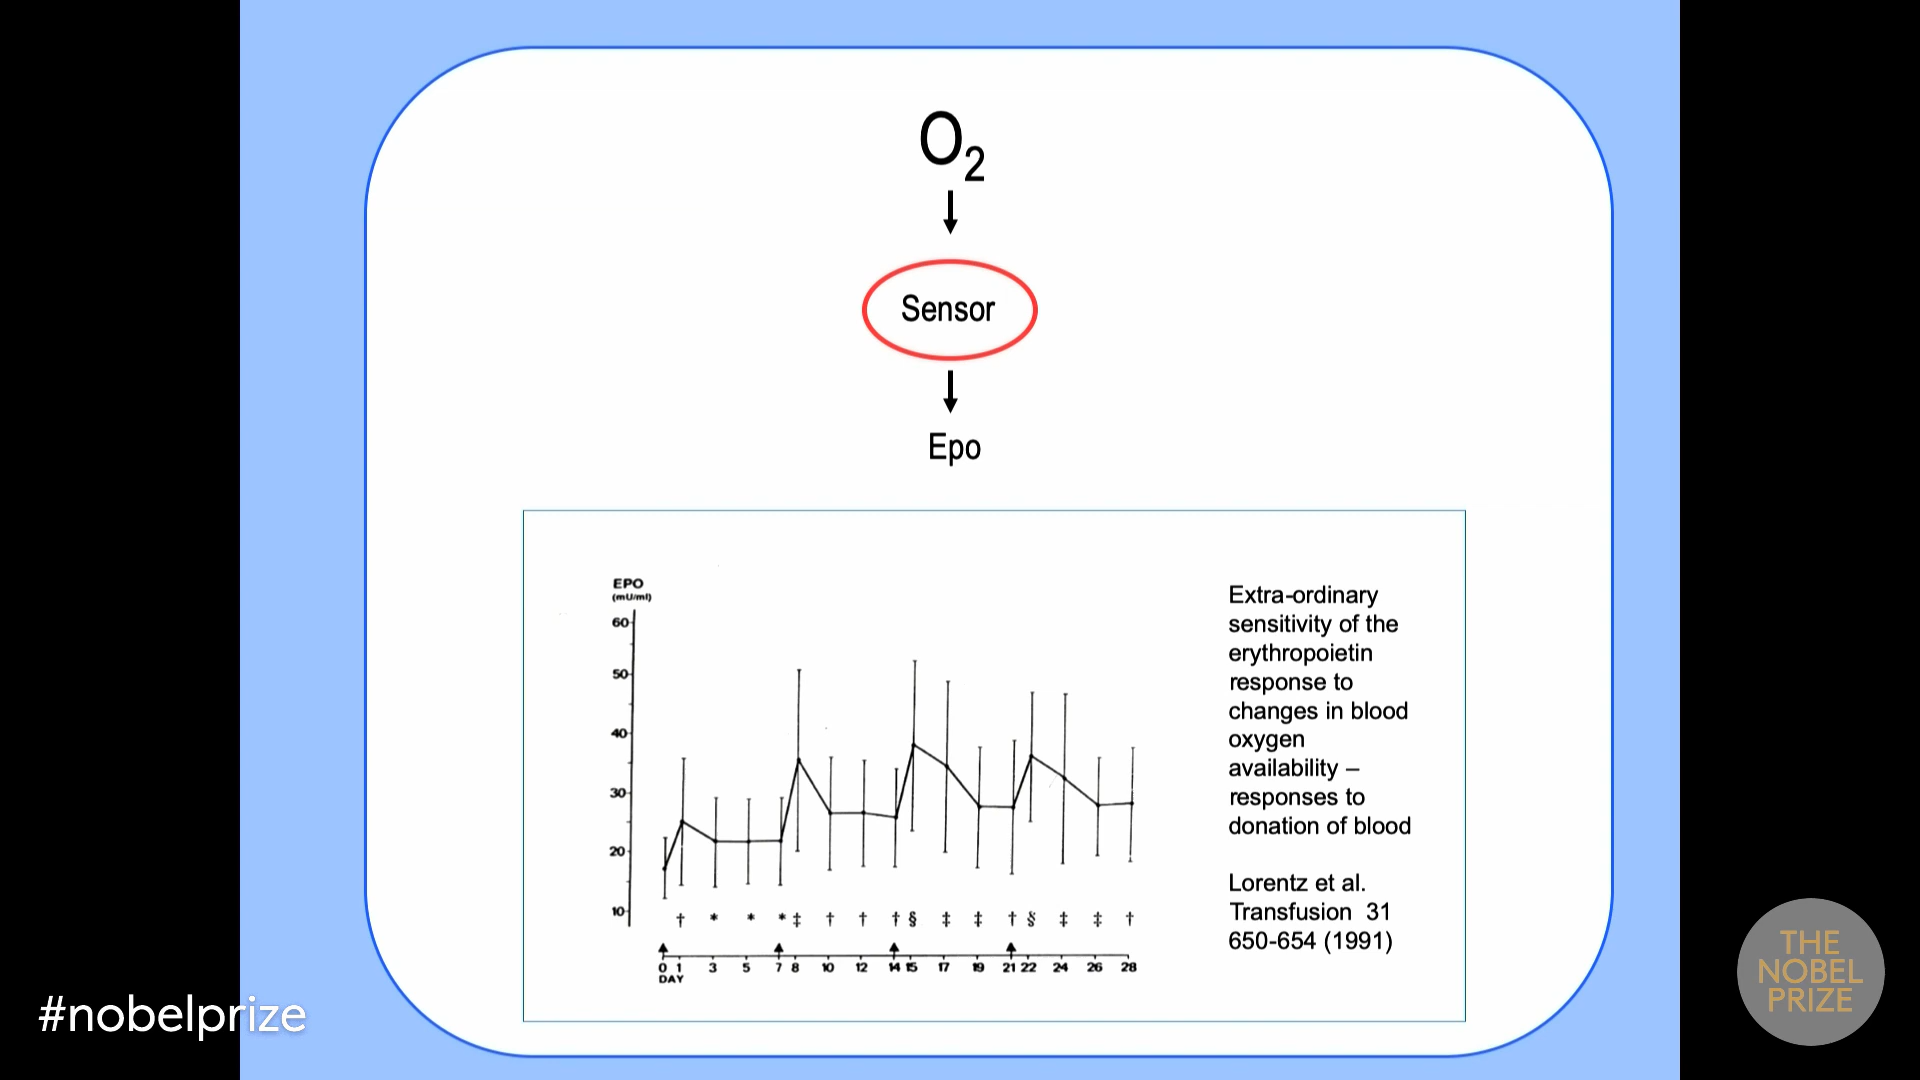 O2
Sensor
Epo
EPO
(mU/ml)
60
50
40
30
20
10
† * * * ‡ † † † § ‡ ‡ † § ‡ ‡ †
0 1 3 5 7 8 10 12 14 15 17 19 21 22 24 26 28
DAY
Extra-ordinary
sensitivity of the
erythropoietin
response to
changes in blood
oxygen
availability –
responses to
donation of blood
Lorentz et al.
Transfusion 31
650-654 (1991)
#nobelprize
THE
NOBEL
PRIZE